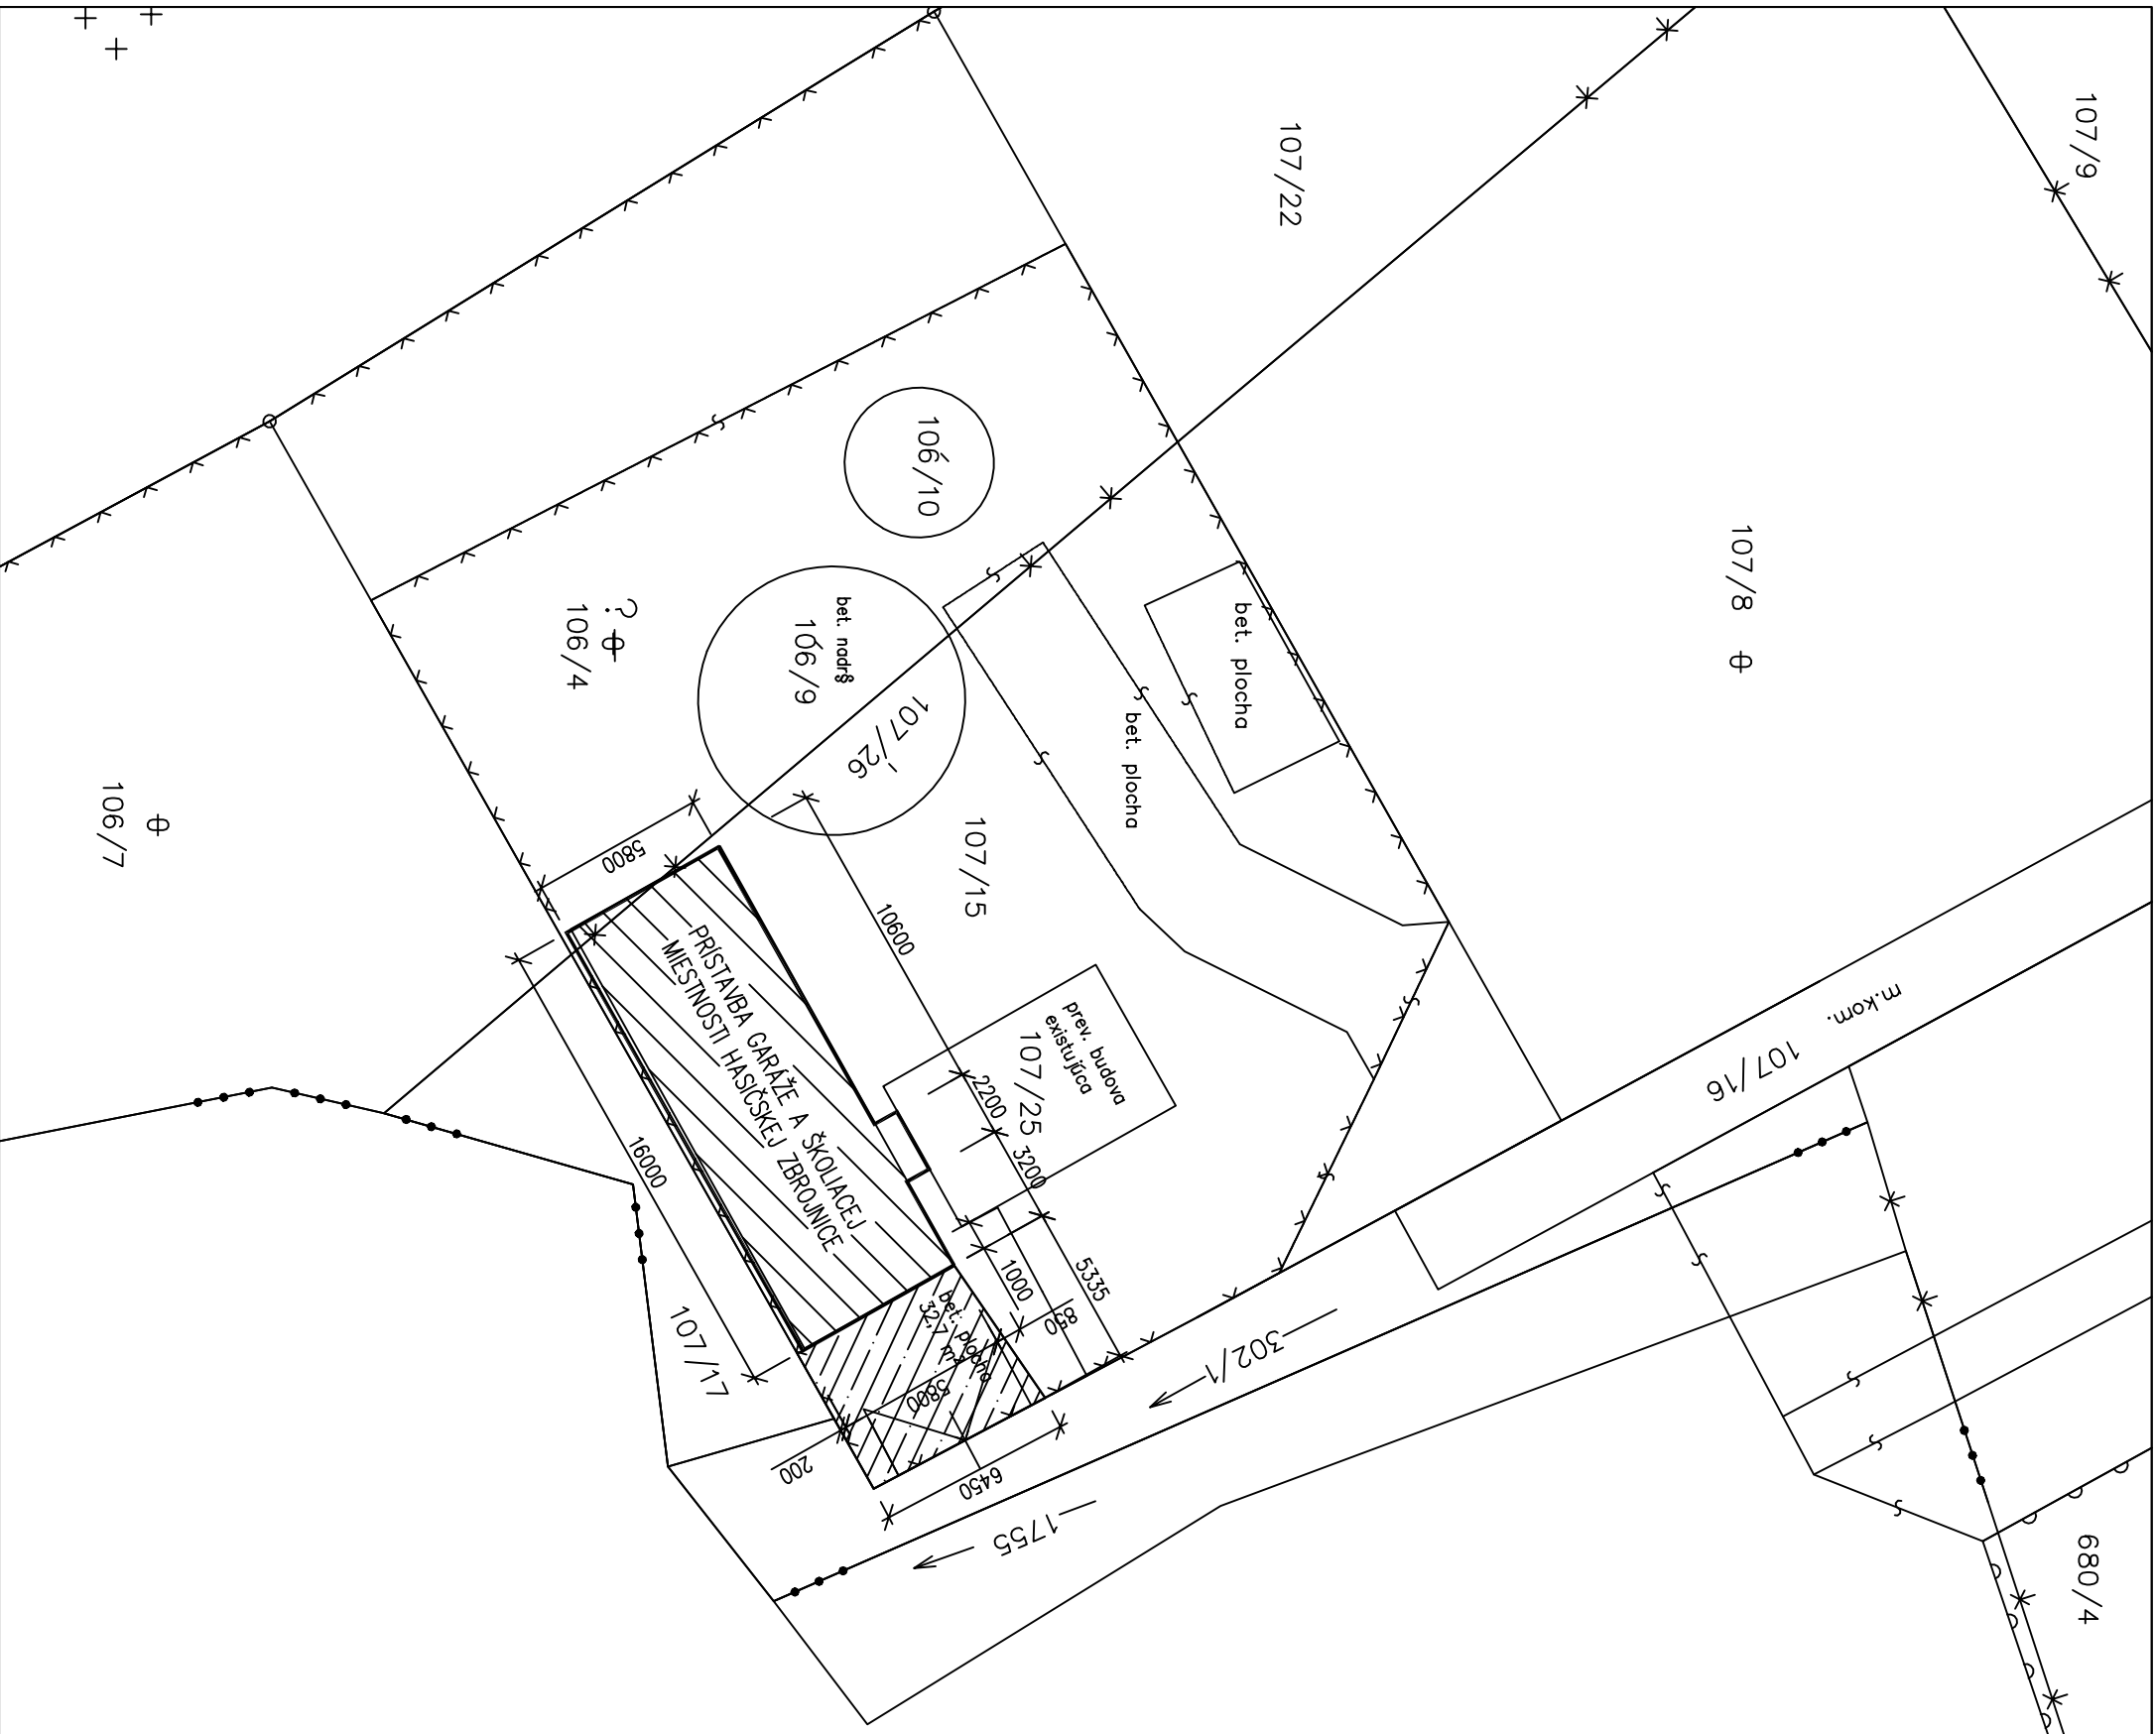 107/9
107/22
107/8
106/10
bet. plocha
bet. plocha
106/4
?
bet. nadrš
106/9
107/26
106/7
107/15
5800
10600
PRÍSTAVBA GARÁŽE A ŠKOLIACEJ
MIESTNOSTI HASIČSKEJ ZBROJNICE
prev. budova
existujúca
107/25
2200
3200
5335
1000
850
16000
m.kom.
107/16
107/17
bet. plocha
32,7 m2
5800
200
6450
302/1
1755
680/4